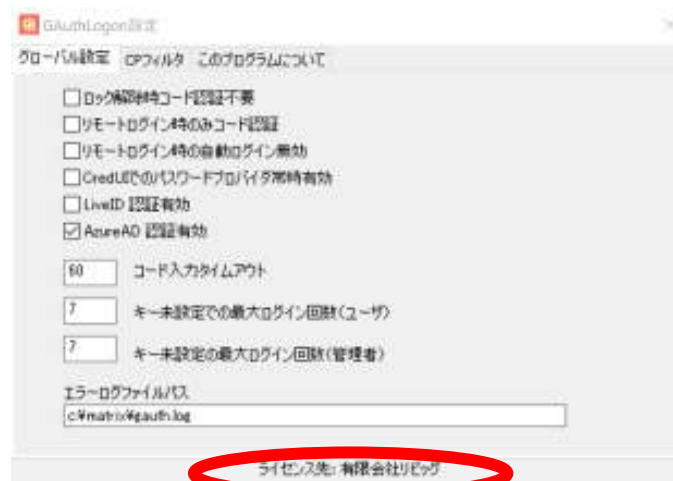 GAuthLogon設定
グローバル設定 CPフィルタ このプログラムについて
ロック解除時コード認証不要
リモートログイン時のみコード認証
リモートログイン時の自動ログイン無効
CredUIでのパスワードプロバイダ常時有効
LiveID 認証有効
AzureAD 認証有効
60 コード入力タイムアウト
7 キー未設定での最大ログイン回数(ユーザ)
7 キー未設定の最大ログイン回数(管理者)
エラーログファイルパス
c:¥matrix¥gauth.log
ライセンス先: 有限会社リビッグ